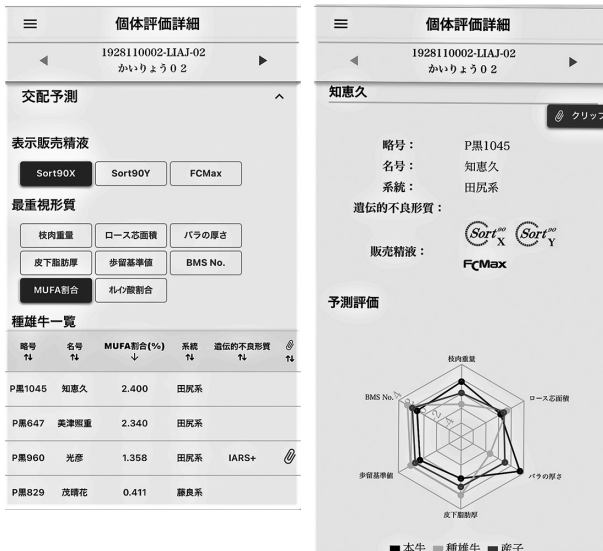 個体評価詳細
1928110002-LIAJ-02
かいりょう０２
交配予測
表示販売精液
Sort90X Sort90Y FCMax
最重視形質
枝肉重量 ロース芯面積 バラの厚さ
皮下脂肪厚 歩留基準値 BMS No.
MUFA割合 ｵﾚｲﾝ酸割合
種雄牛一覧
略号 名号 MUFA割合(%) 系統 遺伝的不良形質
P黒1045 知恵久 2.400 田尻系
P黒647 美津照重 2.340 田尻系
P黒960 光彦 1.358 田尻系 IARS+
P黒829 茂晴花 0.411 藤良系
個体評価詳細
1928110002-LIAJ-02
かいりょう０２
知恵久
クリップ
略号： P黒1045
名号： 知恵久
系統： 田尻系
遺伝的不良形質：
販売精液： Sort90 X Sort90 Y
FCMax
予測評価
枝肉重量
BMS No. ロース芯面積
歩留基準値 バラの厚さ
皮下脂肪厚
本牛 種雄牛 産子